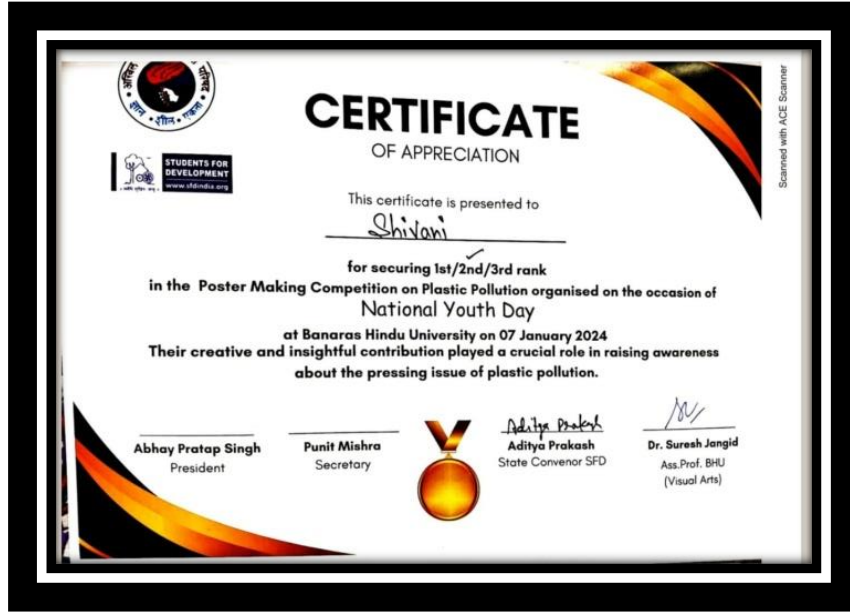 अखिल
परिषद
ज्ञान • शील • एकता
STUDENTS FOR
DEVELOPMENT
www.sfdindia.org
CERTIFICATE
OF APPRECIATION
This certificate is presented to
Shivani
for securing 1st/2nd/3rd rank
in the Poster Making Competition on Plastic Pollution organised on the occasion of
National Youth Day
at Banaras Hindu University on 07 January 2024
Their creative and insightful contribution played a crucial role in raising awareness
about the pressing issue of plastic pollution.
Abhay Pratap Singh
President
Punit Mishra
Secretary
Aditya Prakash
Aditya Prakash
State Convenor SFD
Dr. Suresh Jangid
Ass.Prof. BHU
(Visual Arts)
Scanned with ACE Scanner